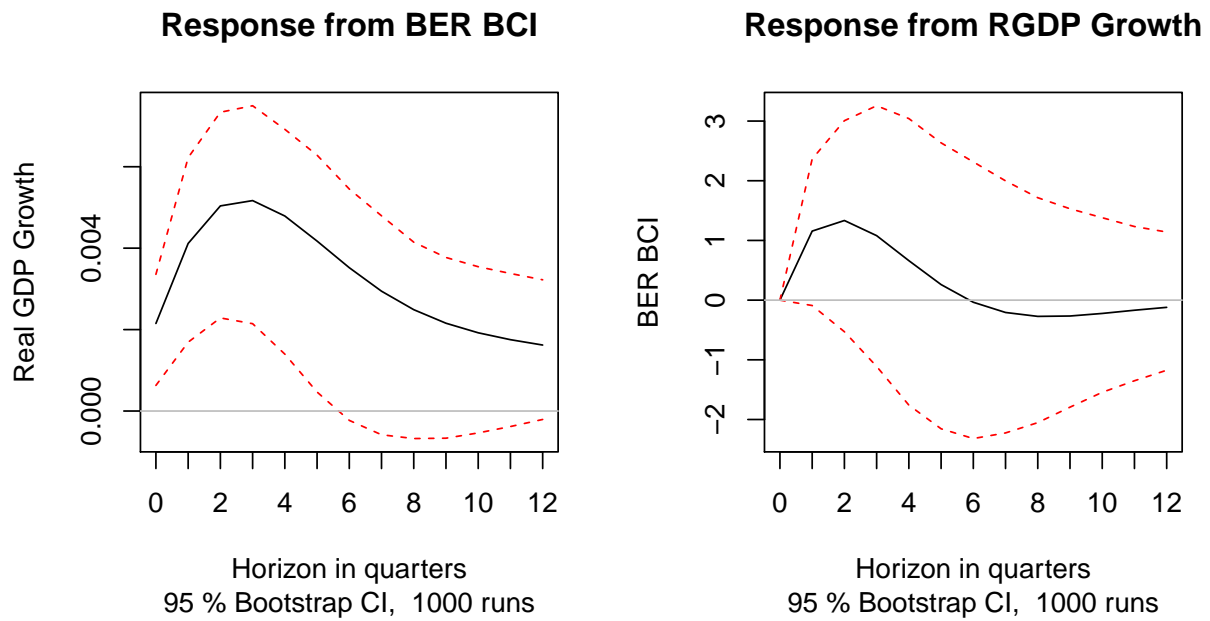 Response from BER BCI
Real GDP Growth
0.004
0.000
0 2 4 6 8 10 12
Horizon in quarters
95 % Bootstrap CI, 1000 runs
Response from RGDP Growth
BER BCI
3
2
1
0
−1
−2
0 2 4 6 8 10 12
Horizon in quarters
95 % Bootstrap CI, 1000 runs